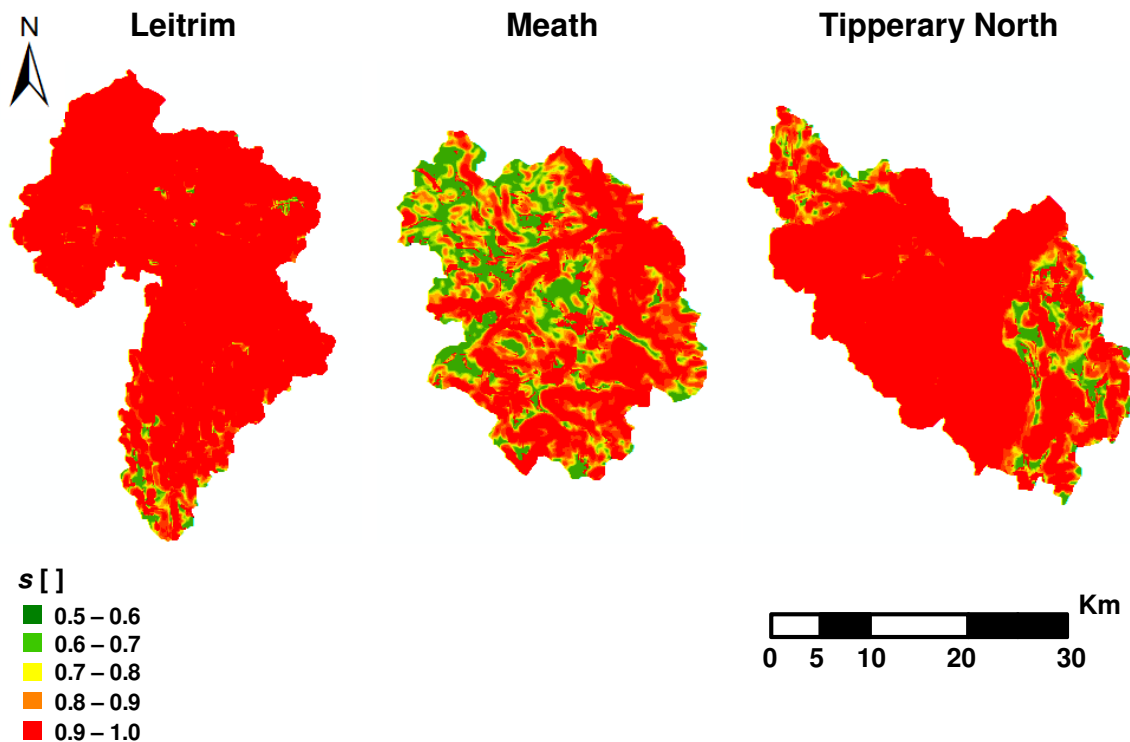 N
Leitrim
Meath
Tipperary North
s [ ]
0.5 – 0.6
0.6 – 0.7
0.7 – 0.8
0.8 – 0.9
0.9 – 1.0
Km
0 5 10 20 30